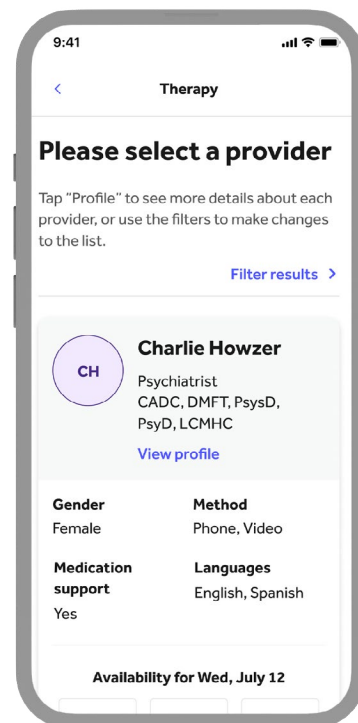 9:41
Therapy
Please select a provider
Tap "Profile" to see more details about each
provider, or use the filters to make changes
to the list.
Filter results
CH
Charlie Howzer
Psychiatrist
CADC, DMFT, PsysD,
PsyD, LCMHC
View profile
Gender
Female
Method
Phone, Video
Medication
support
Yes
Languages
English, Spanish
Availability for Wed, July 12